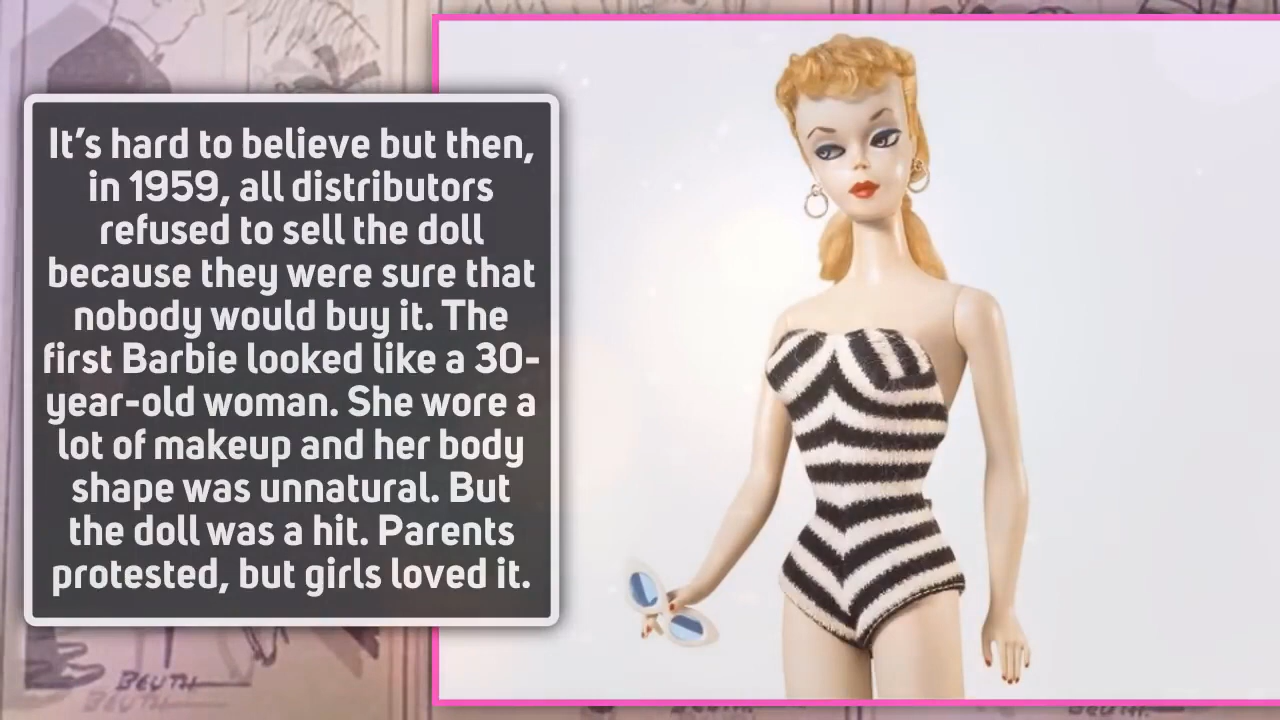 It's hard to believe but then,
in 1959, all distributors
refused to sell the doll
because they were sure that
nobody would buy it. The
first Barbie looked like a 30-
year-old woman. She wore a
lot of makeup and her body
shape was unnatural. But
the doll was a hit. Parents
protested, but girls loved it.
BEUTHI